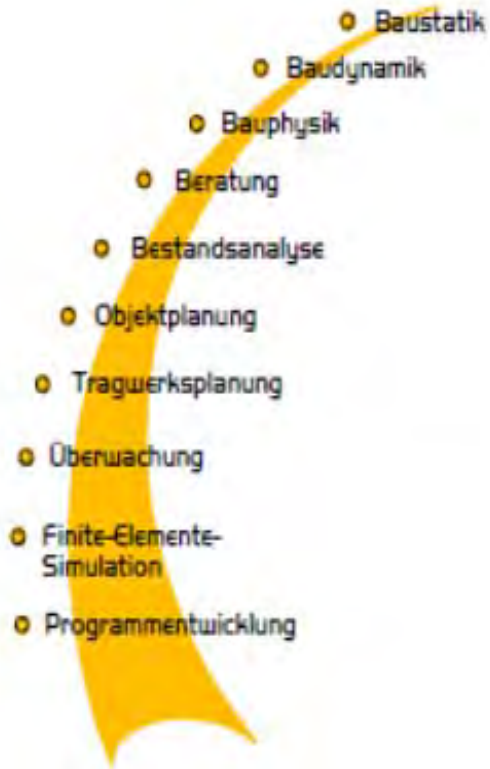 Baustatik
Baudynamik
Bauphysik
Beratung
Bestandsanalyse
Objektplanung
Tragwerksplanung
Überwachung
Finite-Elemente-
Simulation
Programmentwicklung